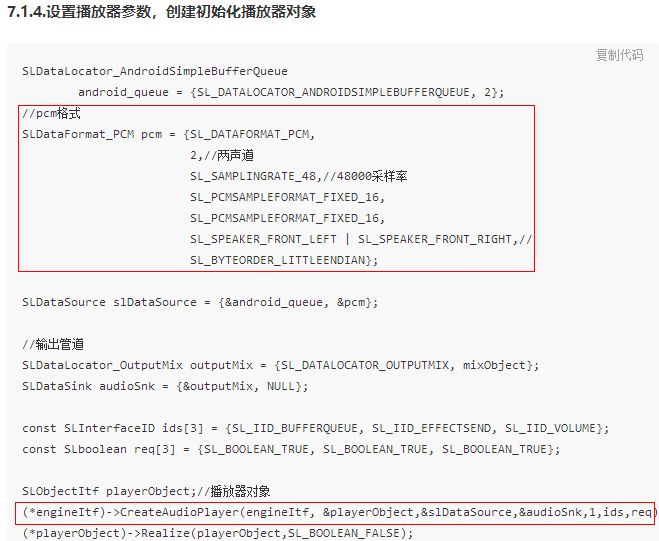 7.1.4.设置播放器参数，创建初始化播放器对象
复制代码
SLDataLocator_AndroidSimpleBufferQueue
android_queue = {SL_DATALOCATOR_ANDROIDSIMPLEBUFFERQUEUE, 2};
//pcm格式
SLDataFormat_PCM pcm = {SL_DATAFORMAT_PCM,
2,//两声道
SL_SAMPLINGRATE_48,//48000采样率
SL_PCMSAMPLEFORMAT_FIXED_16,
SL_PCMSAMPLEFORMAT_FIXED_16,
SL_SPEAKER_FRONT_LEFT | SL_SPEAKER_FRONT_RIGHT,//
SL_BYTEORDER_LITTLEENDIAN};
SLDataSource slDataSource = {&android_queue, &pcm};
//输出管道
SLDataLocator_OutputMix outputMix = {SL_DATALOCATOR_OUTPUTMIX, mixObject};
SLDataSink audioSnk = {&outputMix, NULL};
const SLInterfaceID ids[3] = {SL_IID_BUFFERQUEUE, SL_IID_EFFECTSEND, SL_IID_VOLUME};
const SLboolean req[3] = {SL_BOOLEAN_TRUE, SL_BOOLEAN_TRUE, SL_BOOLEAN_TRUE};
SLObjectItf playerObject;//播放器对象
(*engineItf)->CreateAudioPlayer(engineItf, &playerObject,&slDataSource,&audioSnk,1,ids,req)
(*playerObject)->Realize(playerObject,SL_BOOLEAN_FALSE);